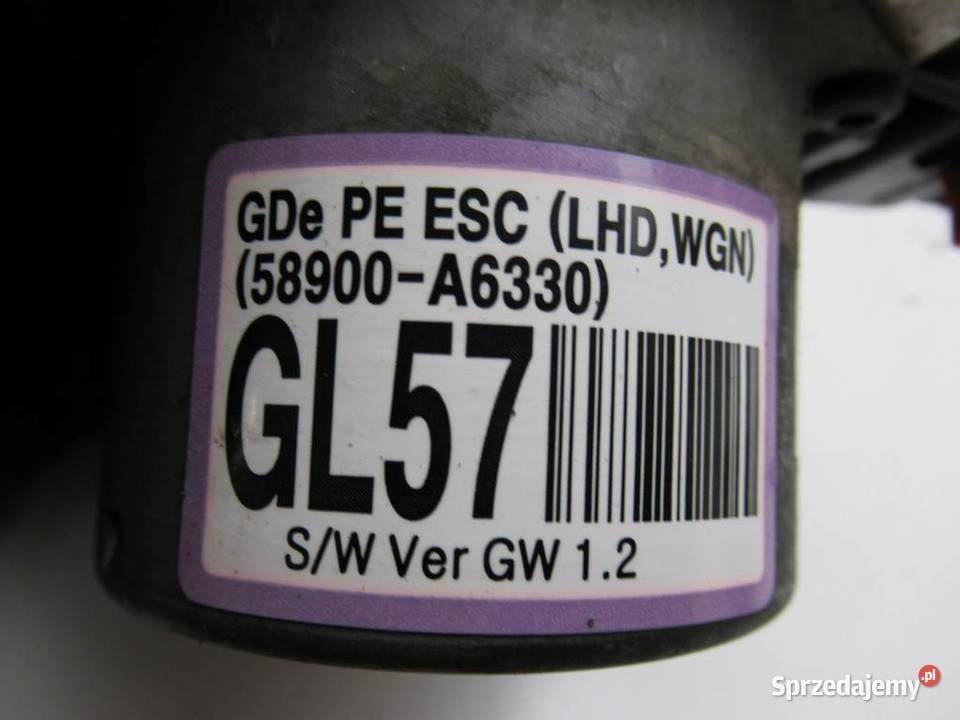 GDe PE ESC (LHD,WGN)
(58900-A6330)
GL57
S/W Ver GW 1.2
Sprzedajemy.pl